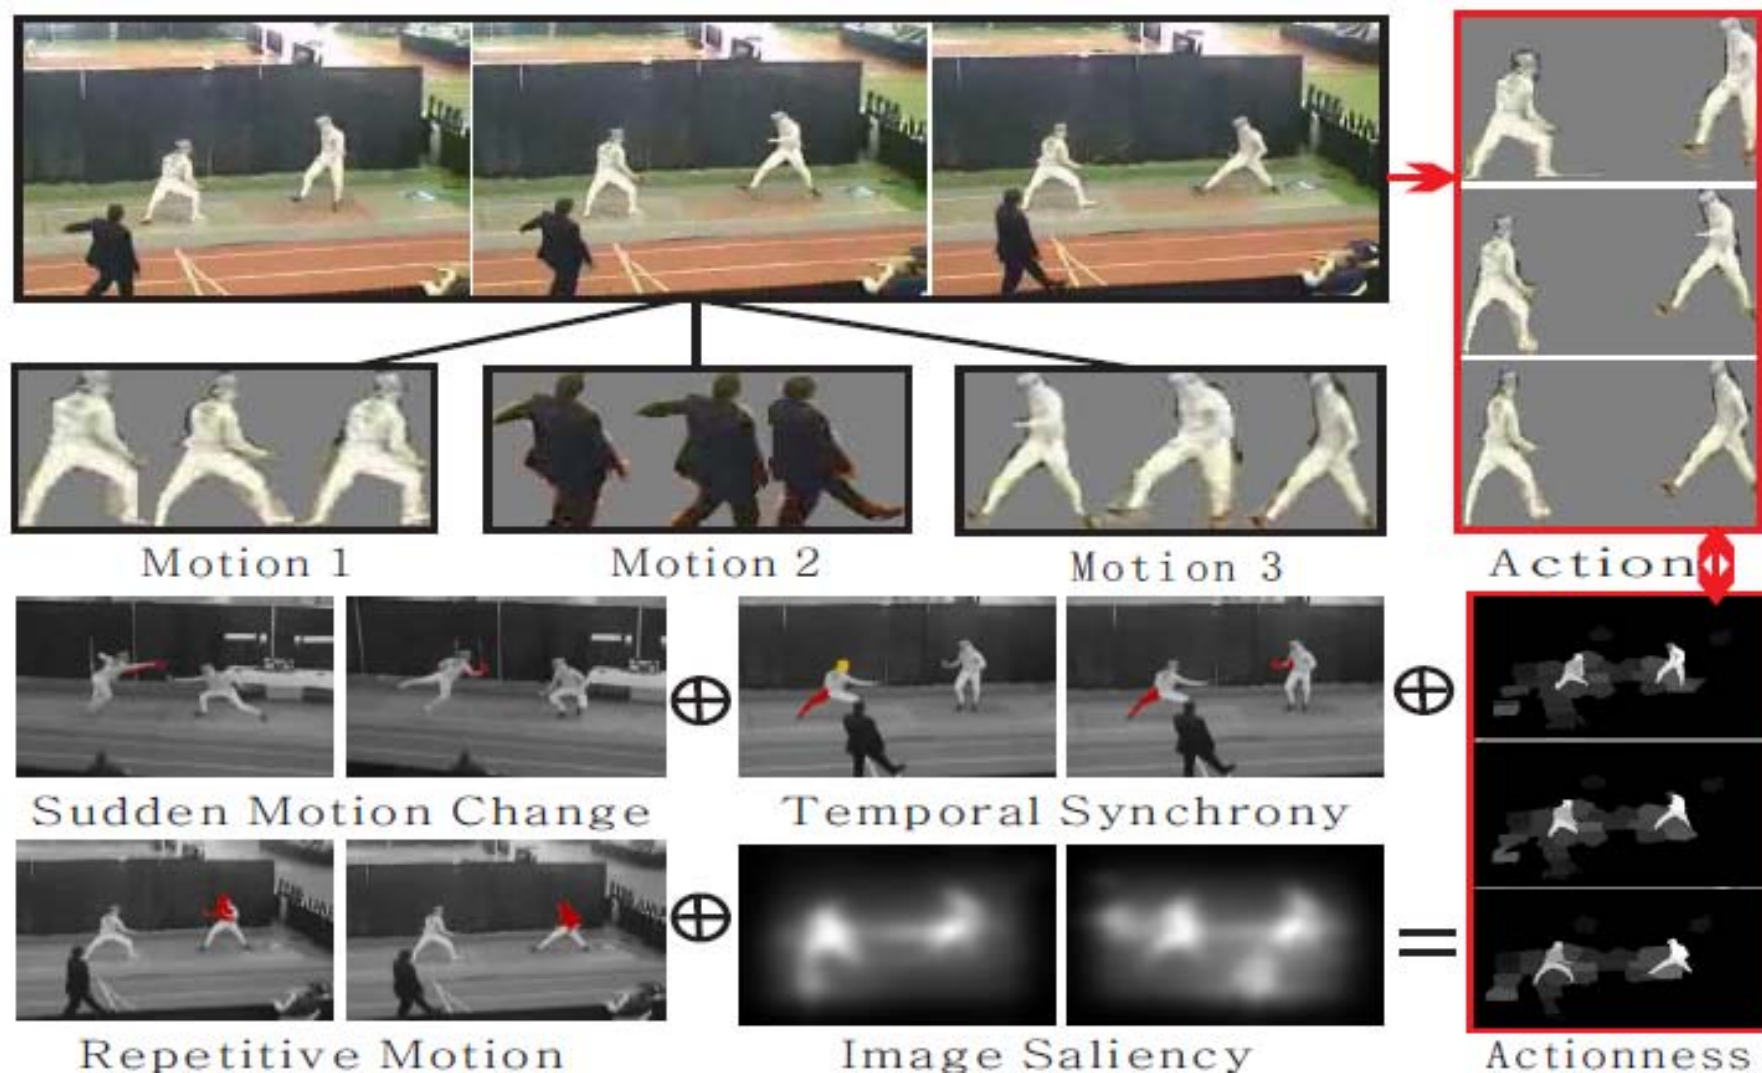 Motion 1
Motion 2
Motion 3
Action
Sudden Motion Change
Temporal Synchrony
Repetitive Motion
Image Saliency
Actionness